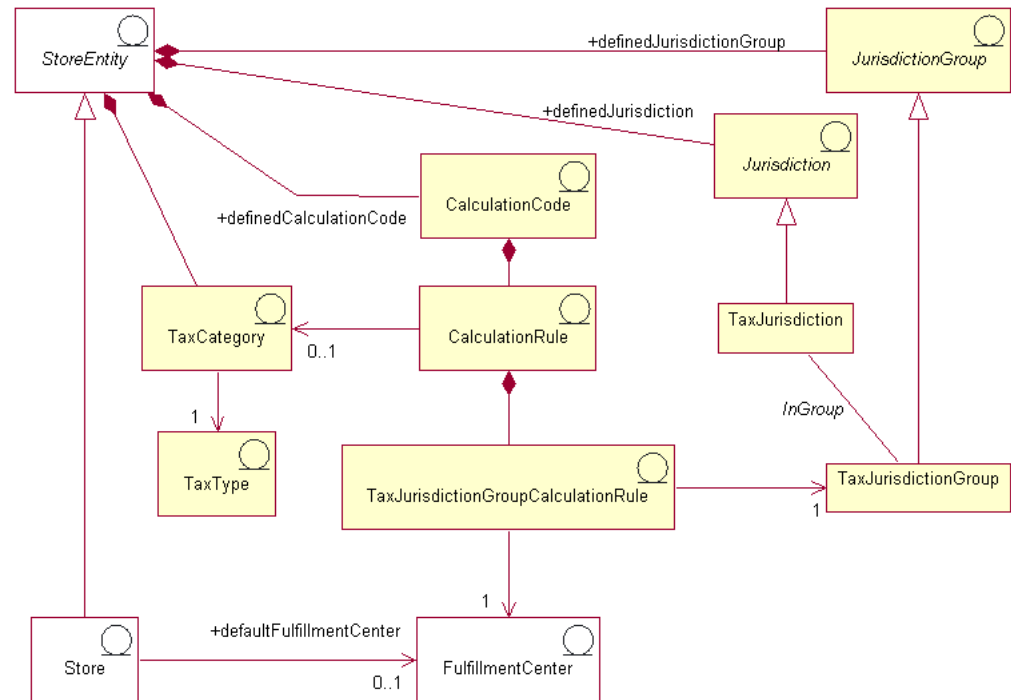 StoreEntity
+definedJurisdictionGroup
JurisdictionGroup
+definedJurisdiction
Jurisdiction
CalculationCode
+definedCalculationCode
TaxCategory
0..1
CalculationRule
TaxJurisdiction
InGroup
1
TaxType
TaxJurisdictionGroupCalculationRule
1
TaxJurisdictionGroup
1
Store
+defaultFulfillmentCenter
0..1
FulfillmentCenter